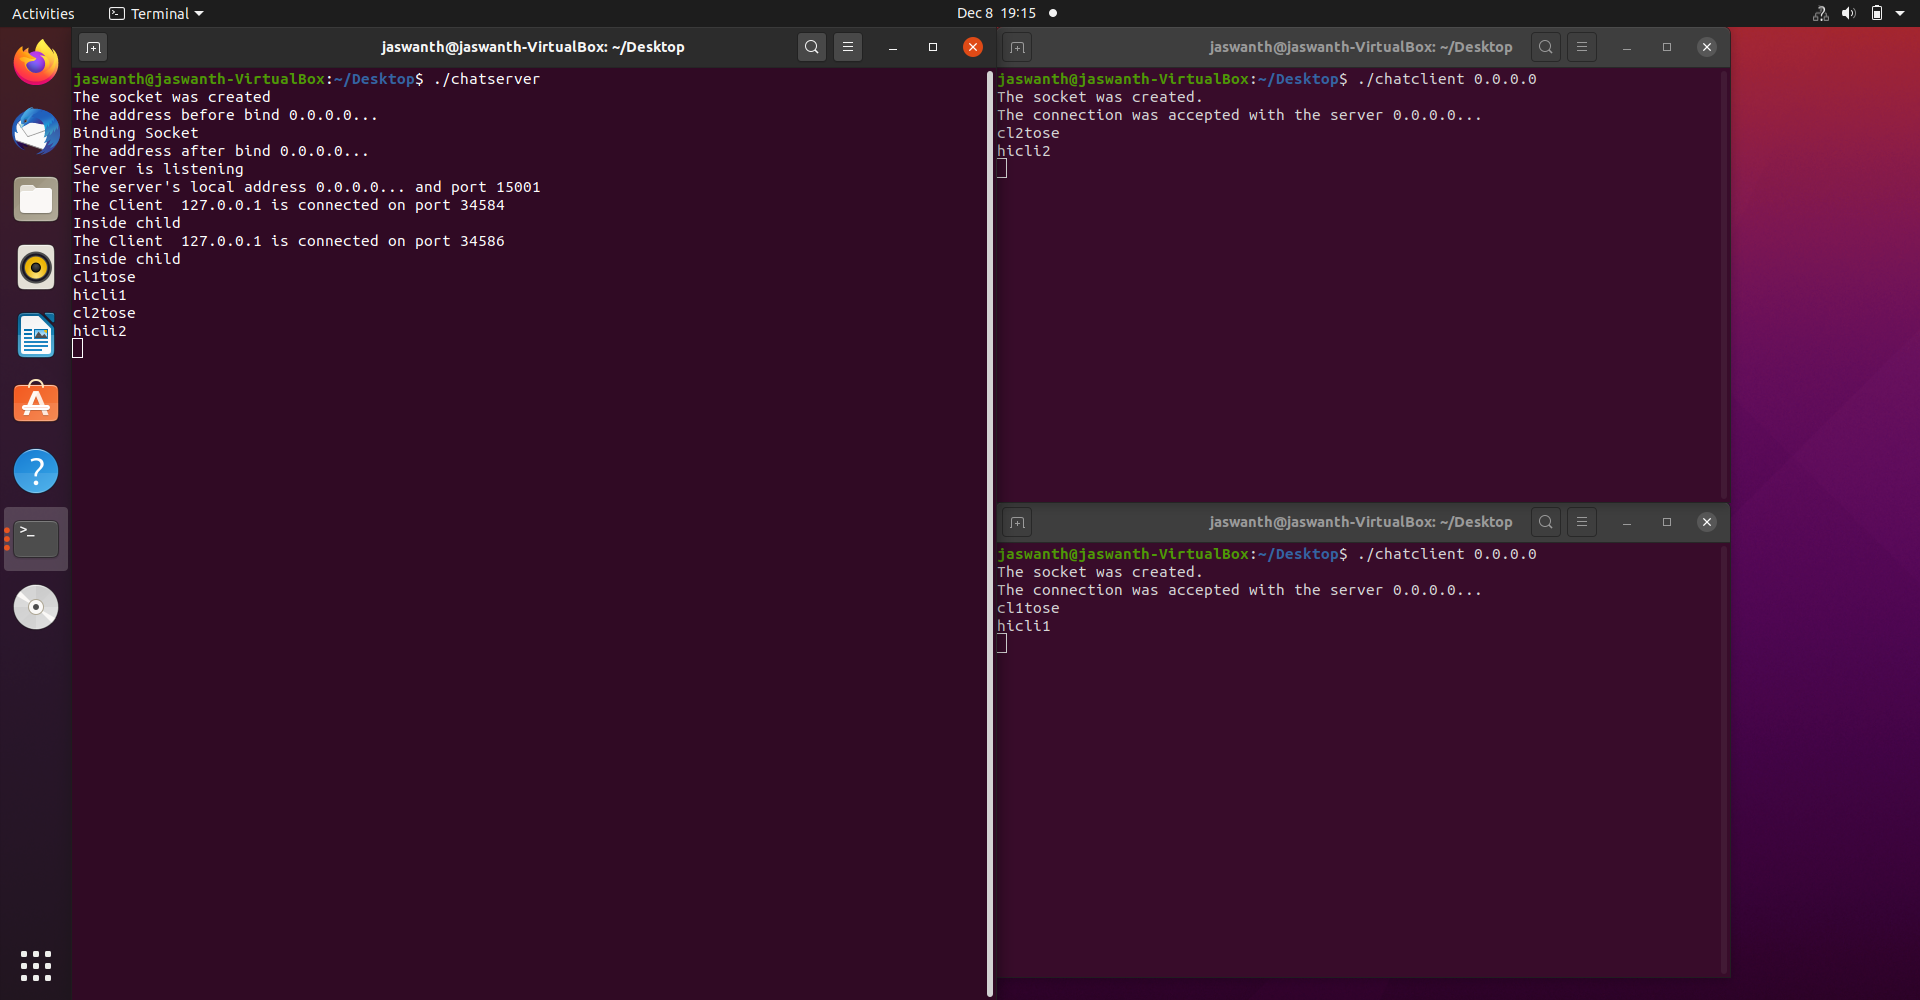 Activities
Terminal
Dec 8 19:15
jaswanth@jaswanth-VirtualBox: ~/Desktop
jaswanth@jaswanth-VirtualBox:~/Desktop$ ./chatserver
The socket was created
The address before bind 0.0.0.0...
Binding Socket
The address after bind 0.0.0.0...
Server is listening
The server's local address 0.0.0.0... and port 15001
The Client  127.0.0.1 is connected on port 34584
Inside child
The Client  127.0.0.1 is connected on port 34586
Inside child
cl1tose
hicli1
cl2tose
hicli2
jaswanth@jaswanth-VirtualBox: ~/Desktop
jaswanth@jaswanth-VirtualBox:~/Desktop$ ./chatclient 0.0.0.0
The socket was created.
The connection was accepted with the server 0.0.0.0...
cl2tose
hicli2
jaswanth@jaswanth-VirtualBox: ~/Desktop
jaswanth@jaswanth-VirtualBox:~/Desktop$ ./chatclient 0.0.0.0
The socket was created.
The connection was accepted with the server 0.0.0.0...
cl1tose
hicli1